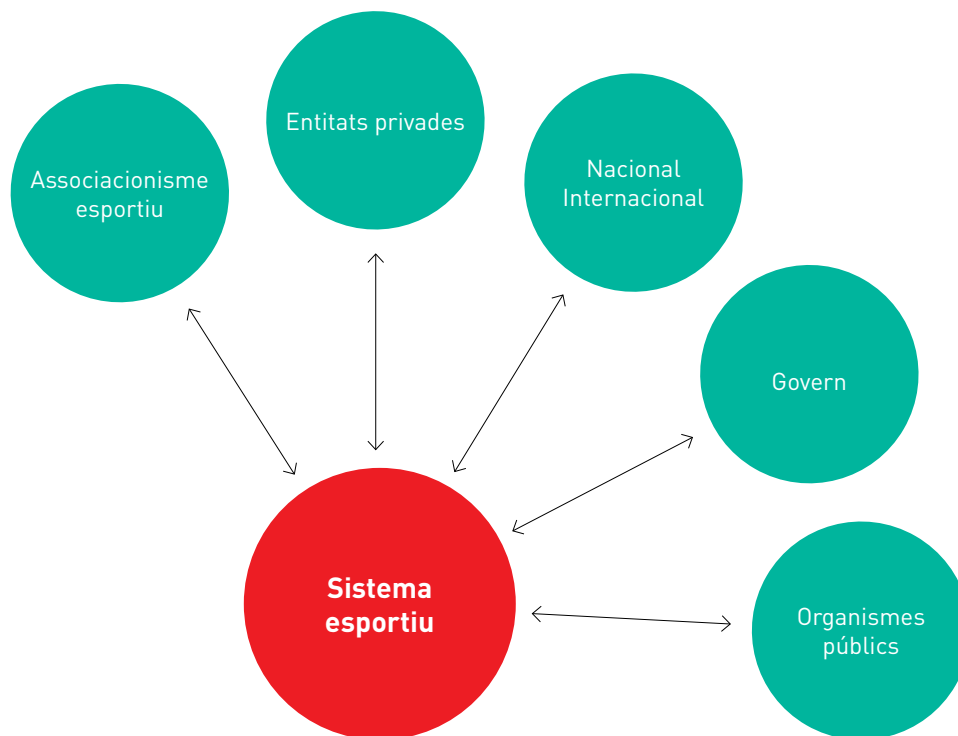 Associacionisme
esportiu
Entitats privades
Nacional
Internacional
Govern
Organismes
públics
Sistema
esportiu